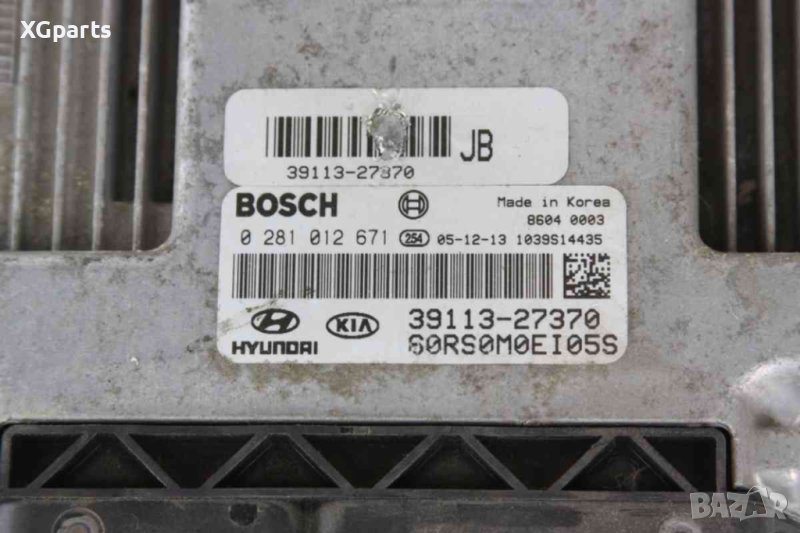 XGparts
JB
39113-27370
BOSCH
Made in Korea
8604 0003
0 281 012 671 254 05-12-13 1039S14435
39113-27370
HYUNDAI KIA
60RS0M0EI05S
BAZAR